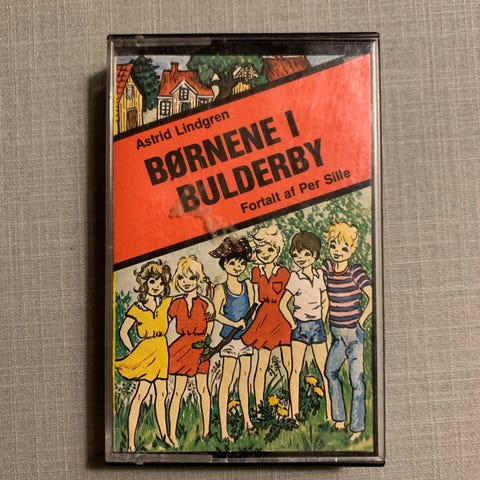 Astrid Lindgren
BØRNENE I
BULDERBY
Fortalt af Per Sille